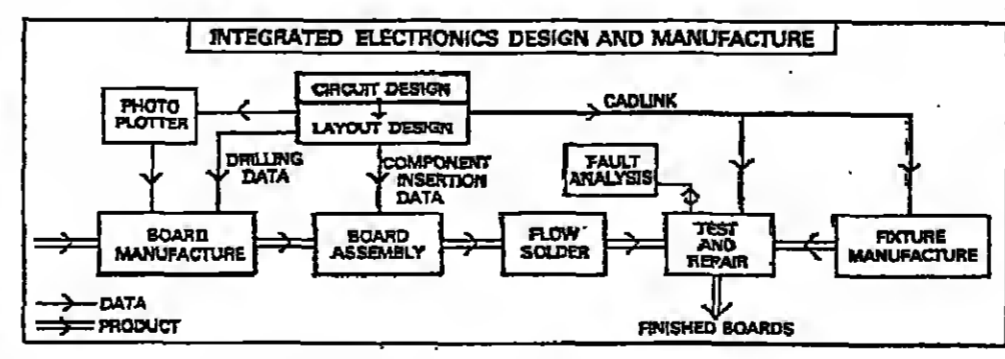 INTEGRATED ELECTRONICS DESIGN AND MANUFACTURE
CIRCUIT DESIGN
LAYOUT DESIGN
PHOTO
PLOTTER
CADLINK
DRILLING
DATA
COMPONENT
INSERTION
DATA
FAULT
ANALYSIS
BOARD
MANUFACTURE
BOARD
ASSEMBLY
FLOW
SOLDER
TEST
AND
REPAIR
FIXTURE
MANUFACTURE
DATA
PRODUCT
FINISHED BOARDS